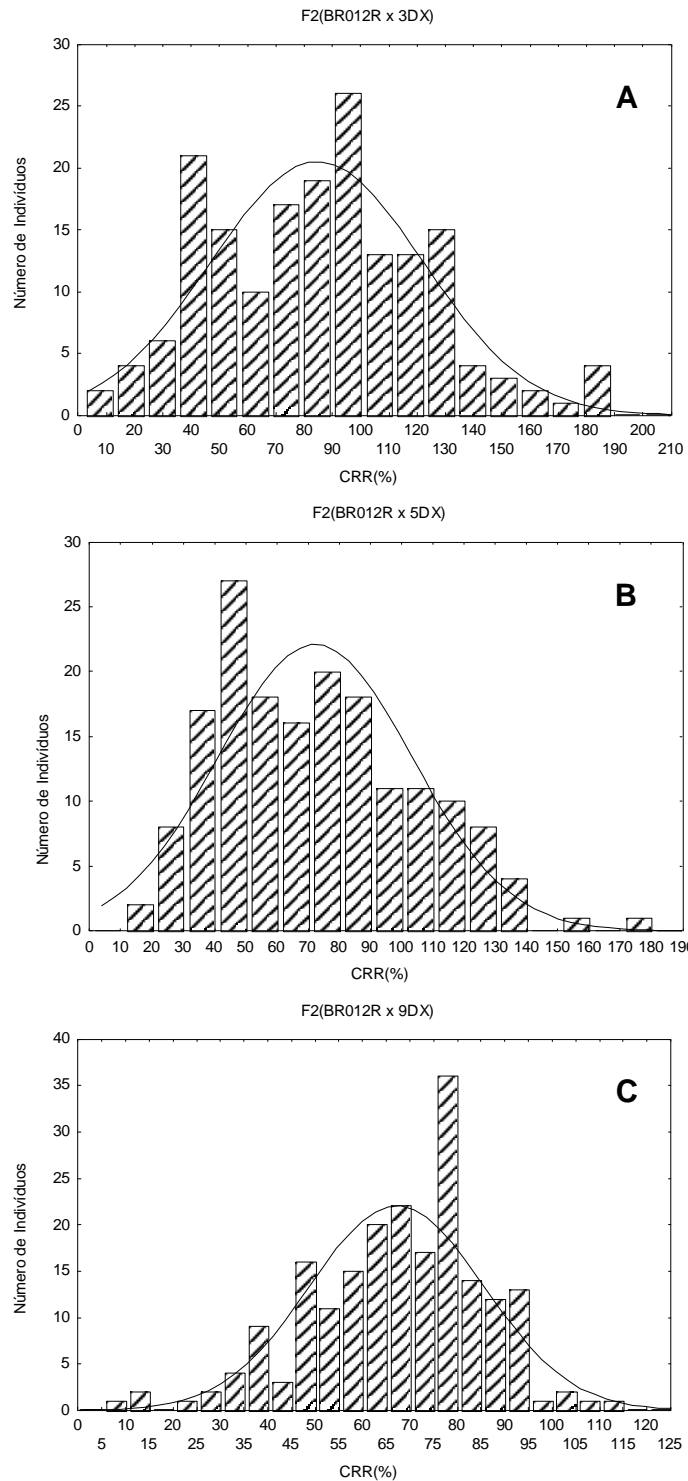 F2(BR012R x 3DX)
30
25
20
15
10
5
0
Número de Indivíduos
A
0 20 40 60 80 100 120 140 160 180 200
10 30 50 70 90 110 130 150 170 190 210
CRR(%)
F2(BR012R x 5DX)
30
25
20
15
10
5
0
Número de Indivíduos
B
0 10 20 30 40 50 60 70 80 90 100 110 120 130 140 150 160 170 180 190
CRR(%)
F2(BR012R x 9DX)
40
35
30
25
20
15
10
5
0
Número de Indivíduos
C
0 10 20 30 40 50 60 70 80 90 100 110 120
5 15 25 35 45 55 65 75 85 95 105 115 125
CRR(%)